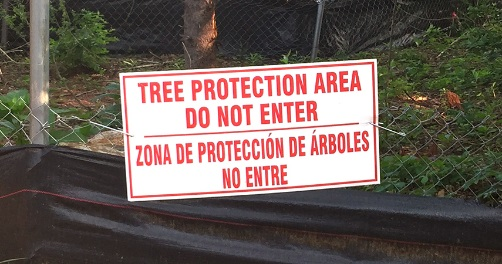 TREE PROTECTION AREA
DO NOT ENTER
ZONA DE PROTECCIÓN DE ÁRBOLES
NO ENTRE